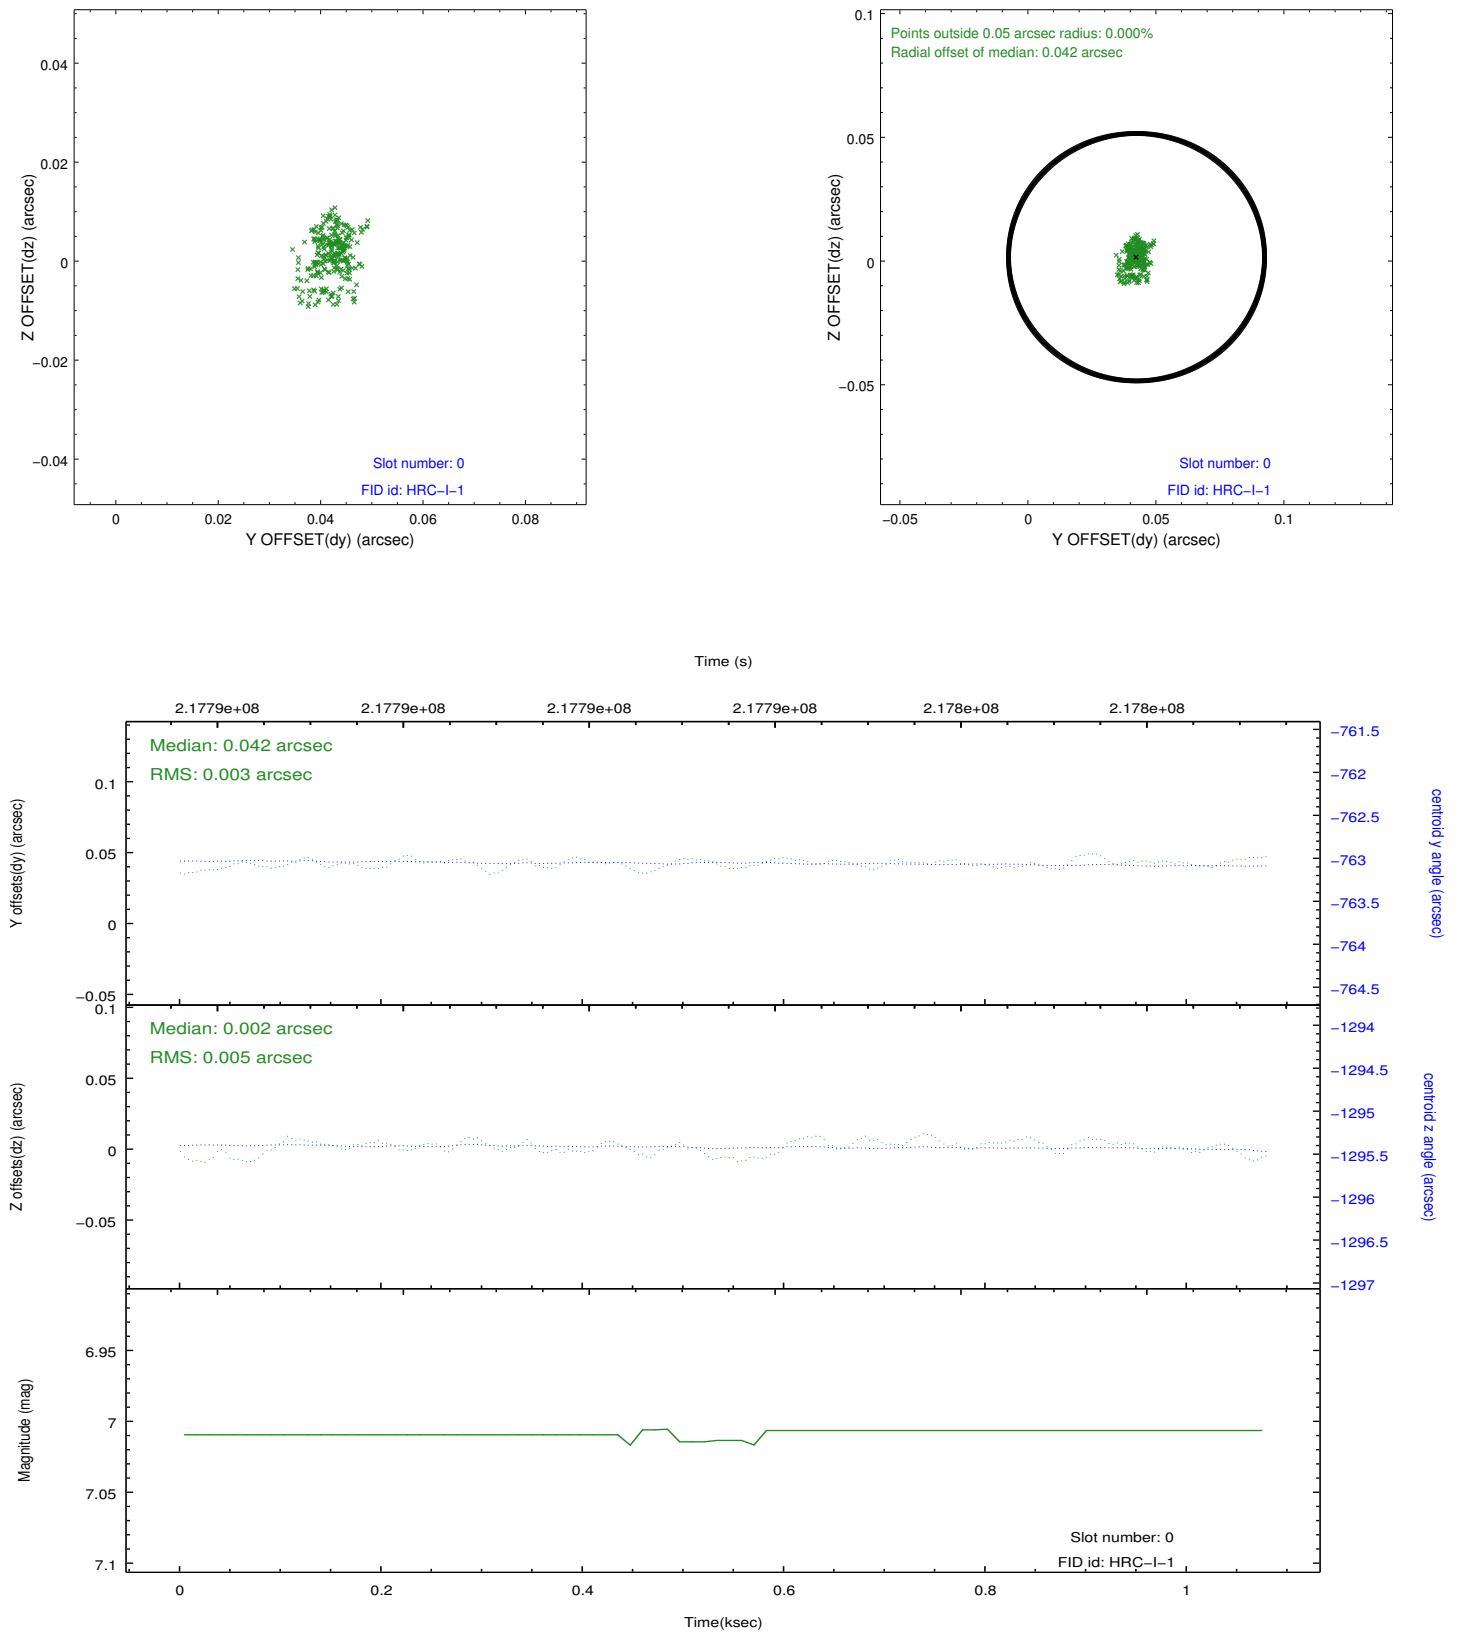 0.04
0.02
0
−0.02
−0.04
Z OFFSET(dz) (arcsec)
Slot number: 0
FID id: HRC−I−1
0 0.02 0.04 0.06 0.08
Y OFFSET(dy) (arcsec)
Points outside 0.05 arcsec radius: 0.000%
Radial offset of median: 0.042 arcsec
0.1
0.05
0
−0.05
Z OFFSET(dz) (arcsec)
Slot number: 0
FID id: HRC−I−1
−0.05 0 0.05 0.1
Y OFFSET(dy) (arcsec)
Time (s)
2.1779e+08 2.1779e+08 2.1779e+08 2.1779e+08 2.178e+08 2.178e+08
Median: 0.042 arcsec
RMS: 0.003 arcsec
0.1
0.05
0
−0.05
Y offsets(dy) (arcsec)
−761.5
−762
−762.5
−763
−763.5
−764
−764.5
centroid y angle (arcsec)
Median: 0.002 arcsec
RMS: 0.005 arcsec
0.1
0.05
0
−0.05
Z offsets(dz) (arcsec)
−1294
−1294.5
−1295
−1295.5
−1296
−1296.5
−1297
centroid z angle (arcsec)
6.95
7
7.05
7.1
Magnitude (mag)
Slot number: 0
FID id: HRC−I−1
0 0.2 0.4 0.6 0.8 1
Time(ksec)